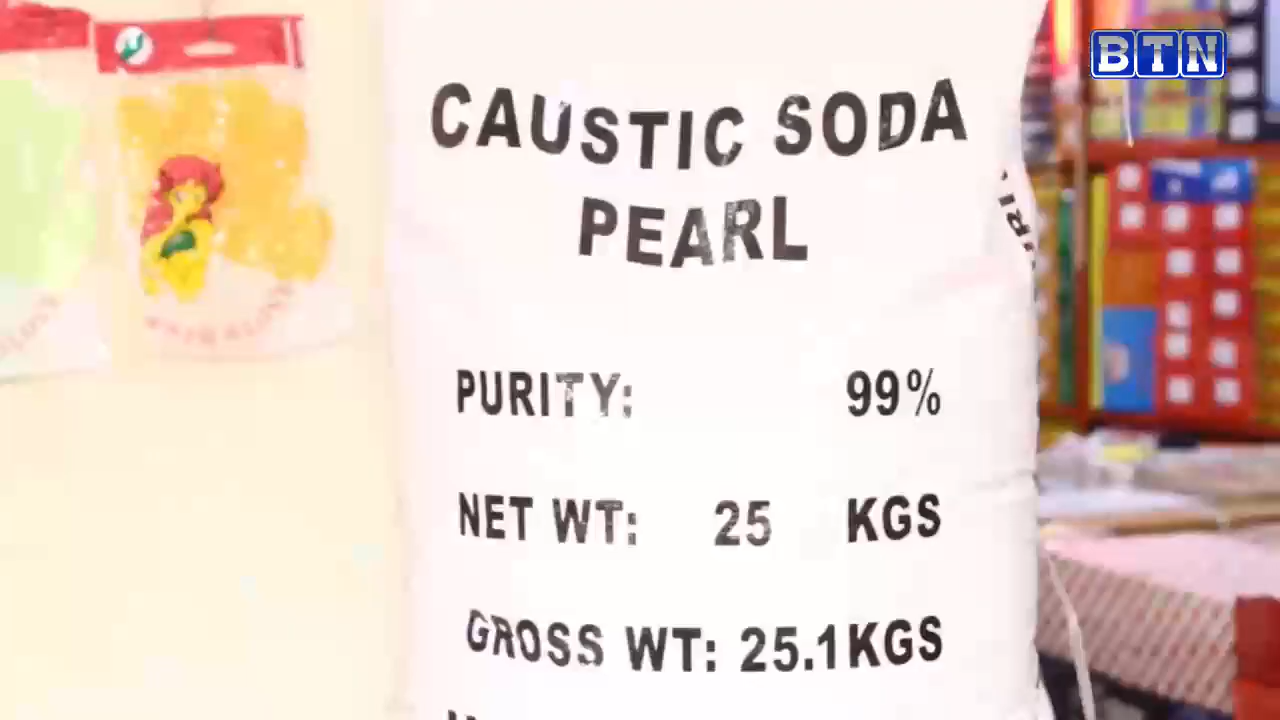 BTN
CAUSTIC SODA
PEARL
PURITY: 99%
NET WT: 25 KGS
GROSS WT: 25.1KGS